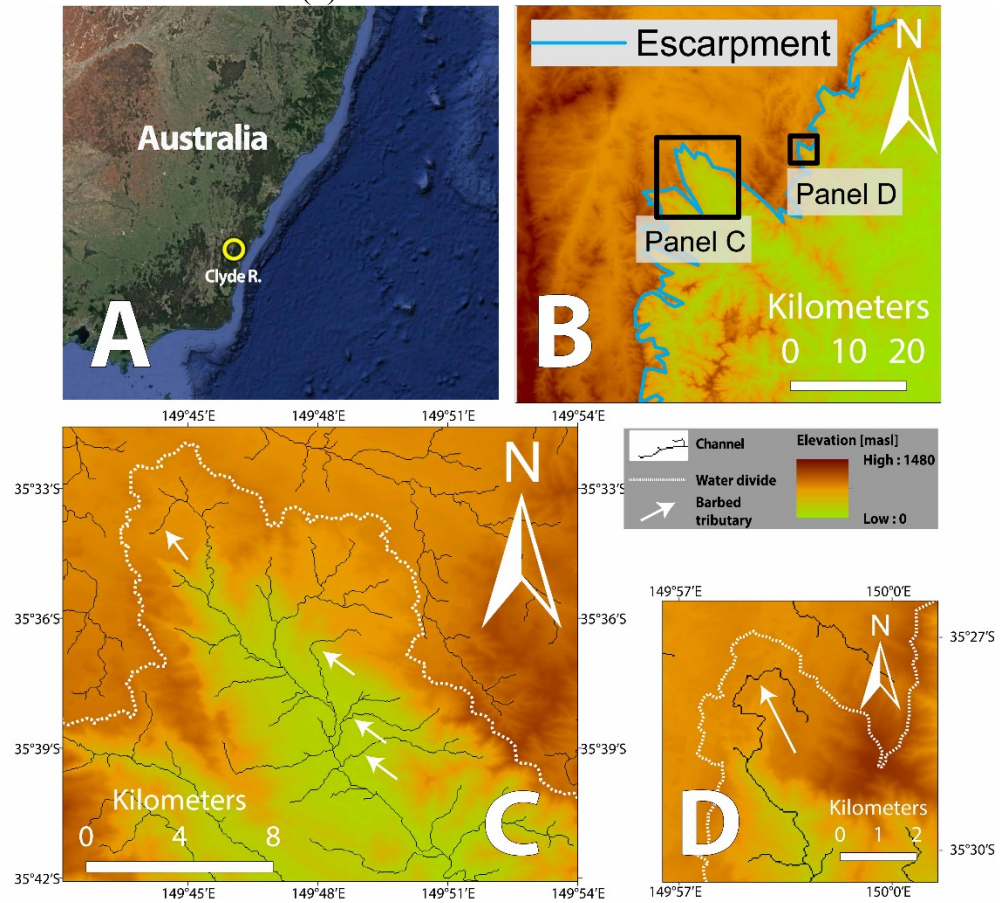 Australia
Clyde R.
A
Escarpment
N
Panel D
Panel C
Kilometers
0 10 20
B
149°45'E 149°48'E 149°51'E 149°54'E
35°33'S
35°36'S
35°39'S
35°42'S
N
Kilometers
0 4 8
C
149°45'E 149°48'E 149°51'E 149°54'E
35°33'S
35°36'S
35°39'S
35°42'S
Channel
Water divide
Barbed
tributary
Elevation [masl]
High : 1480
Low : 0
149°57'E 150°0'E
N
35°27'S
D
Kilometers
0 1 2
35°30'S
149°57'E 150°0'E